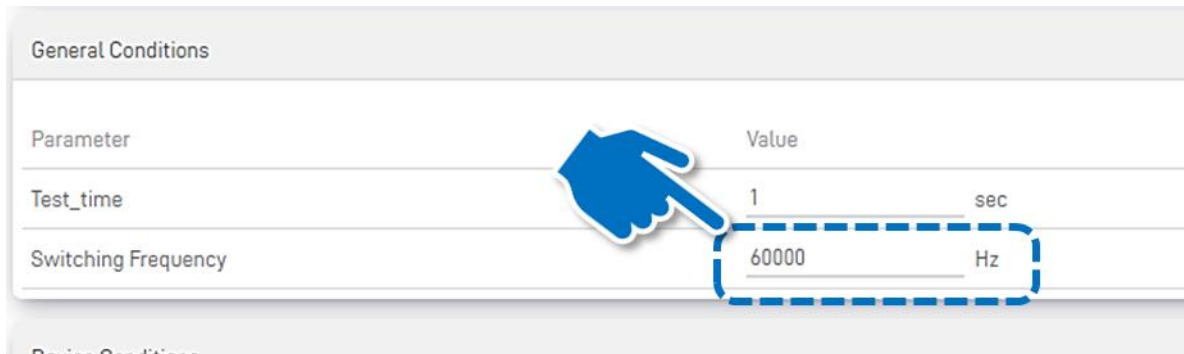 General Conditions
Parameter Value
Test_time 1 sec
Switching Frequency 60000 Hz